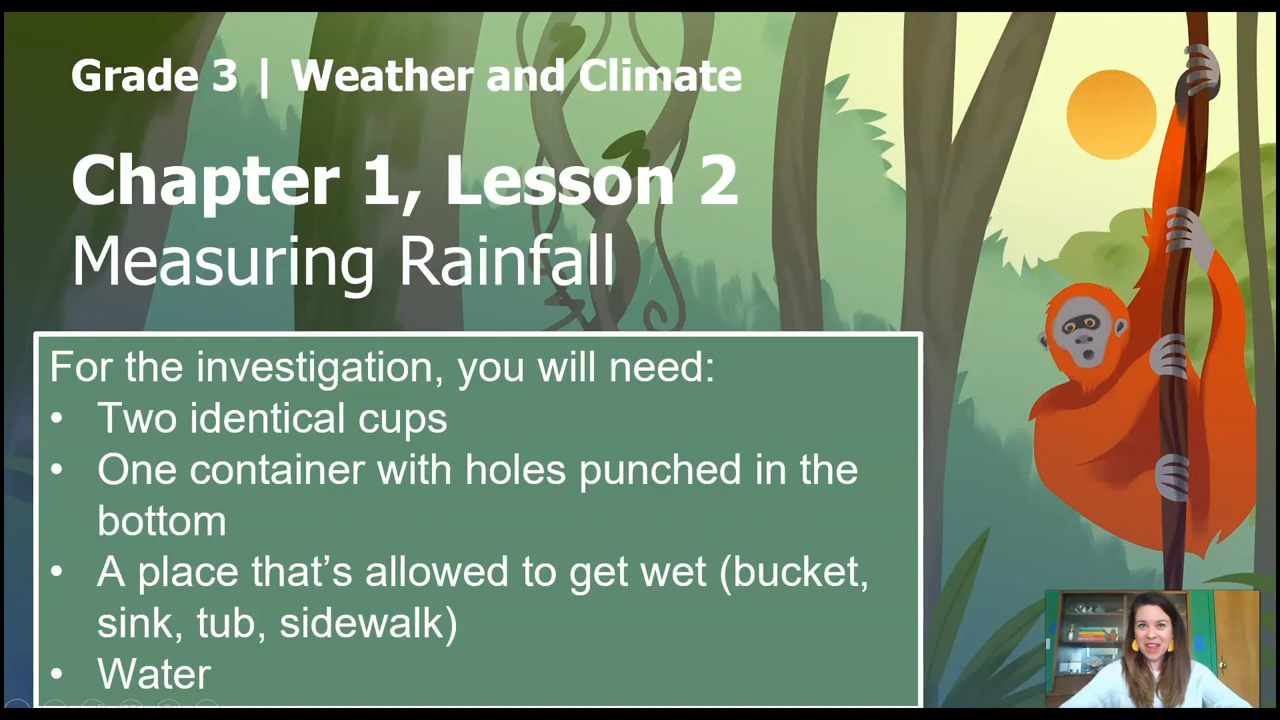 Grade 3 | Weather and Climate
Chapter 1, Lesson 2
Measuring Rainfall
For the investigation, you will need:
• Two identical cups
• One container with holes punched in the
bottom
• A place that’s allowed to get wet (bucket,
sink, tub, sidewalk)
• Water